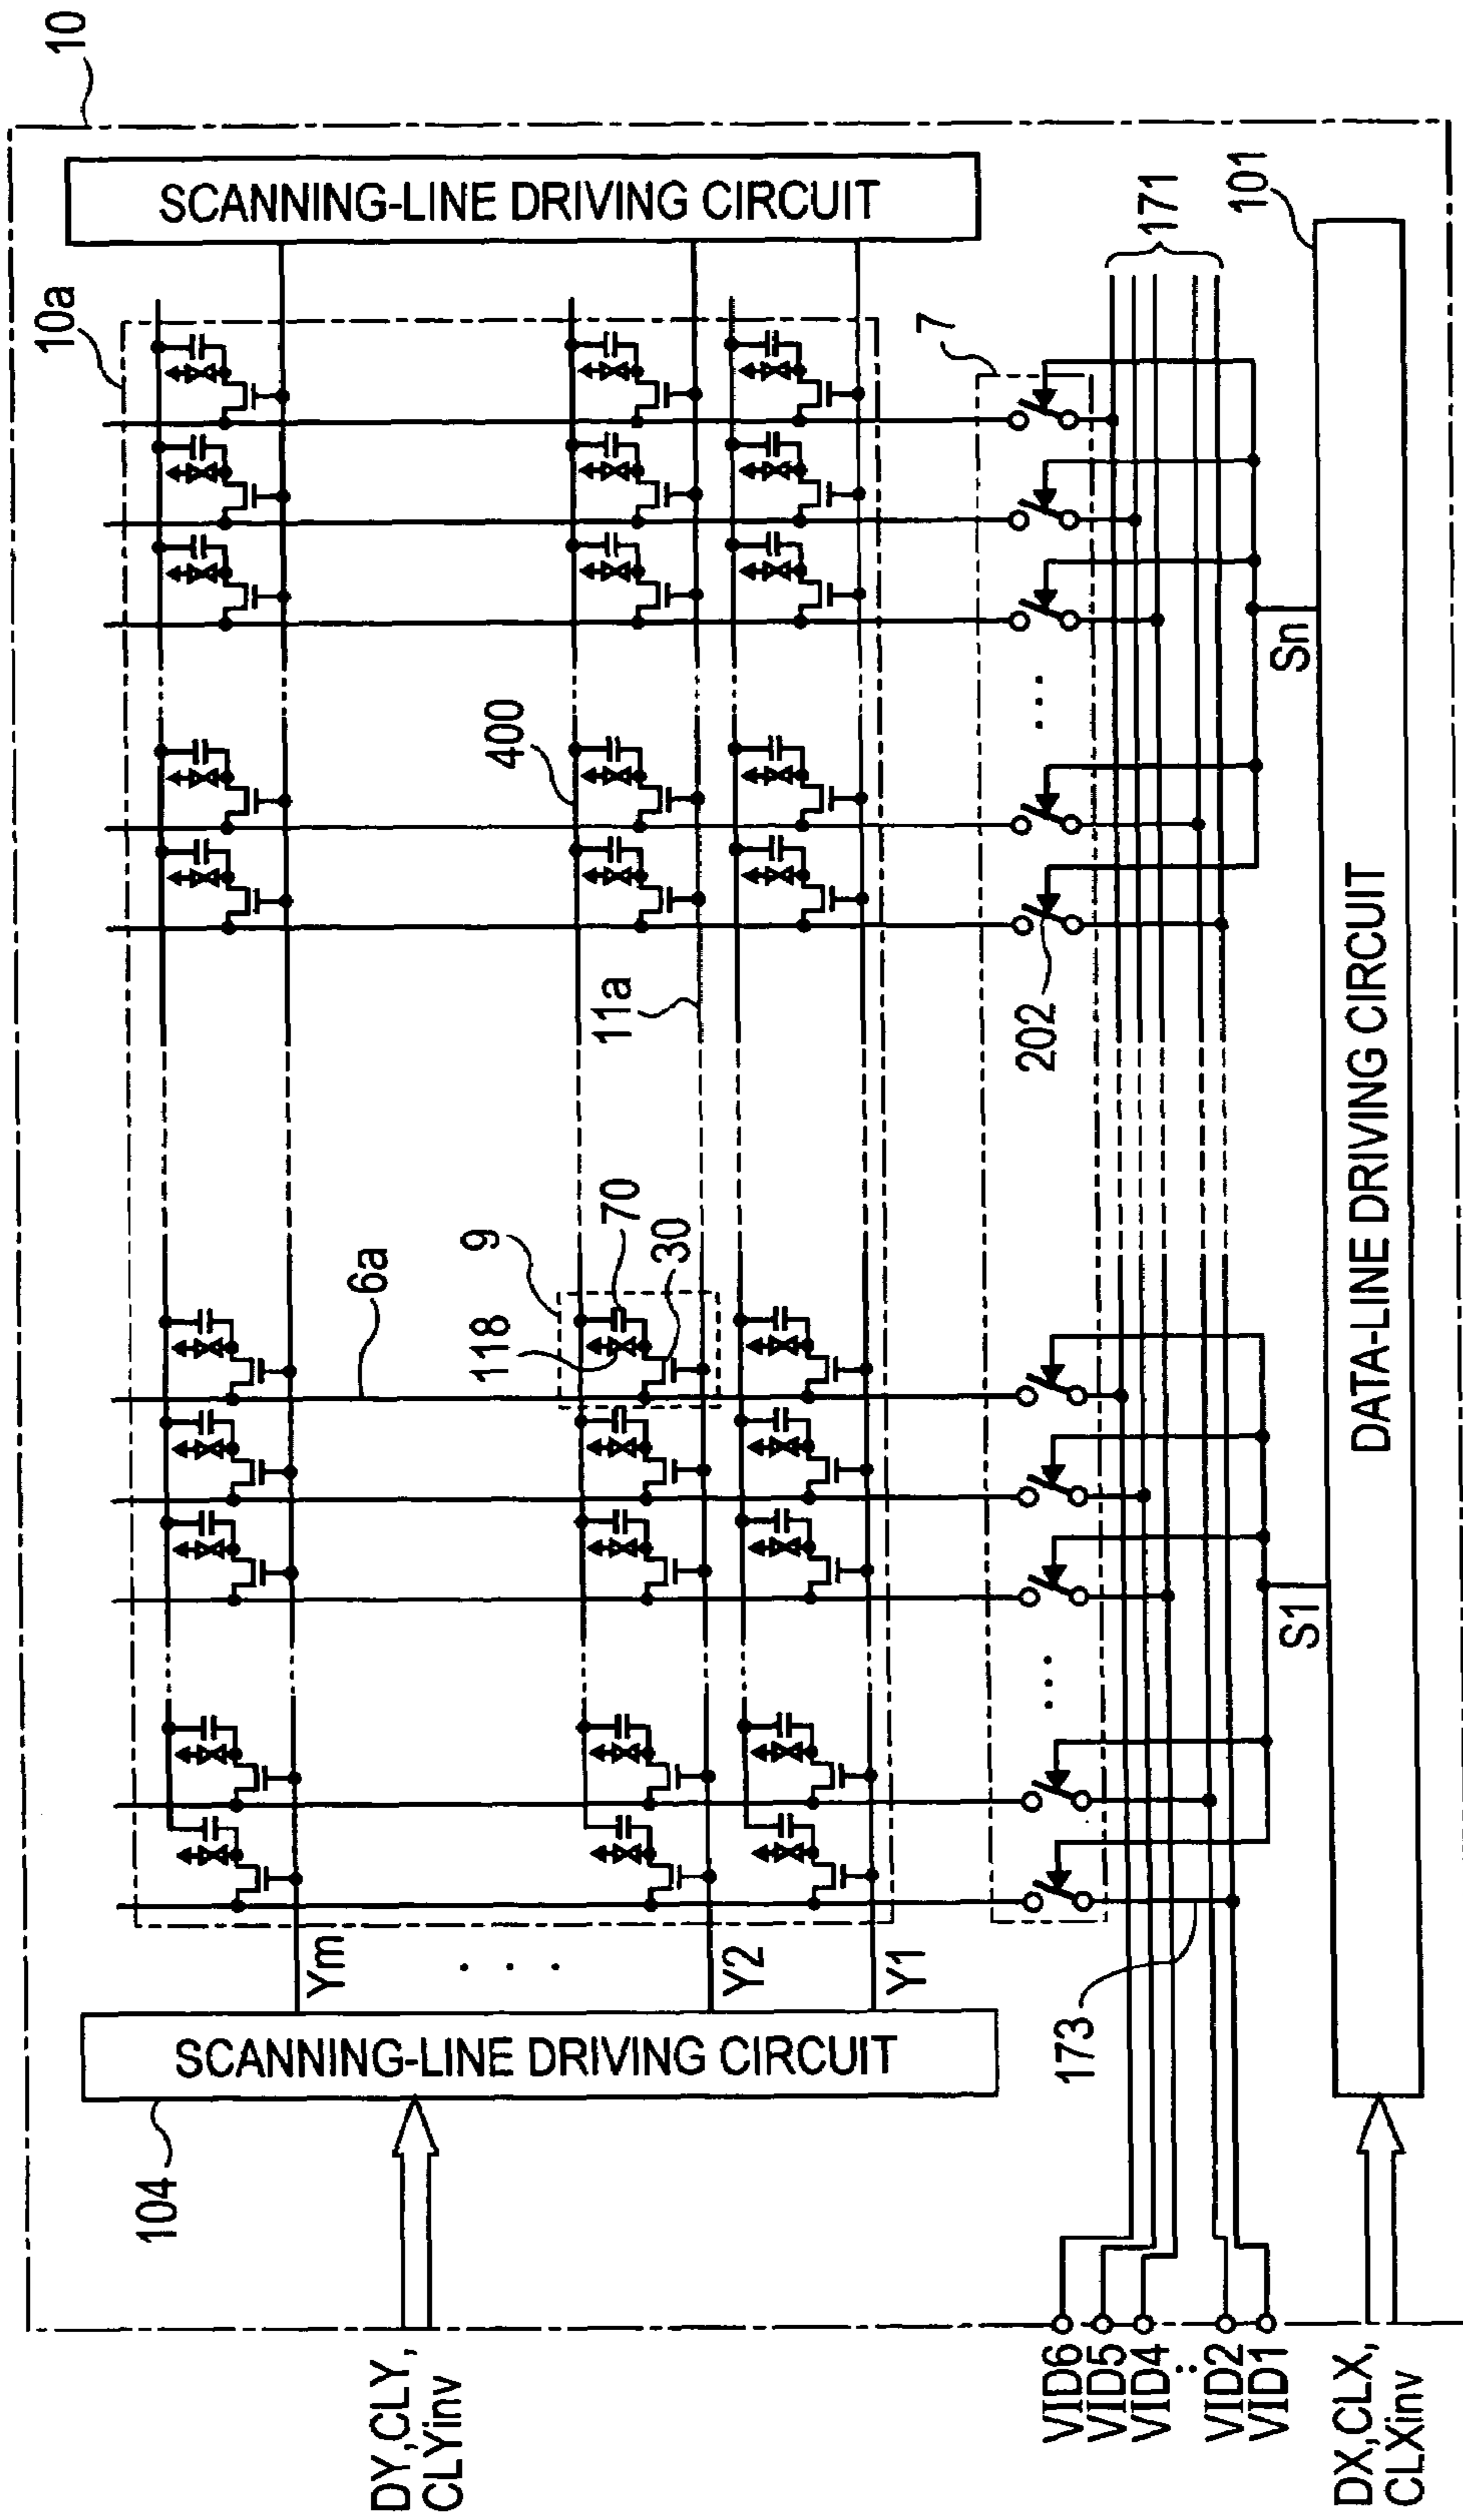 10
10a
SCANNING-LINE DRIVING CIRCUIT
104
SCANNING-LINE DRIVING CIRCUIT
DY,CLY,
CLYinv
Ym
. . .
Y2
Y1
6a
9
118
70
30
400
11a
7
202
. . .
. . .
171
173
VID6
VID5
VID4
..
VID2
VID1
S1
Sn
101
DATA-LINE DRIVING CIRCUIT
DX,CLX,
CLXinv